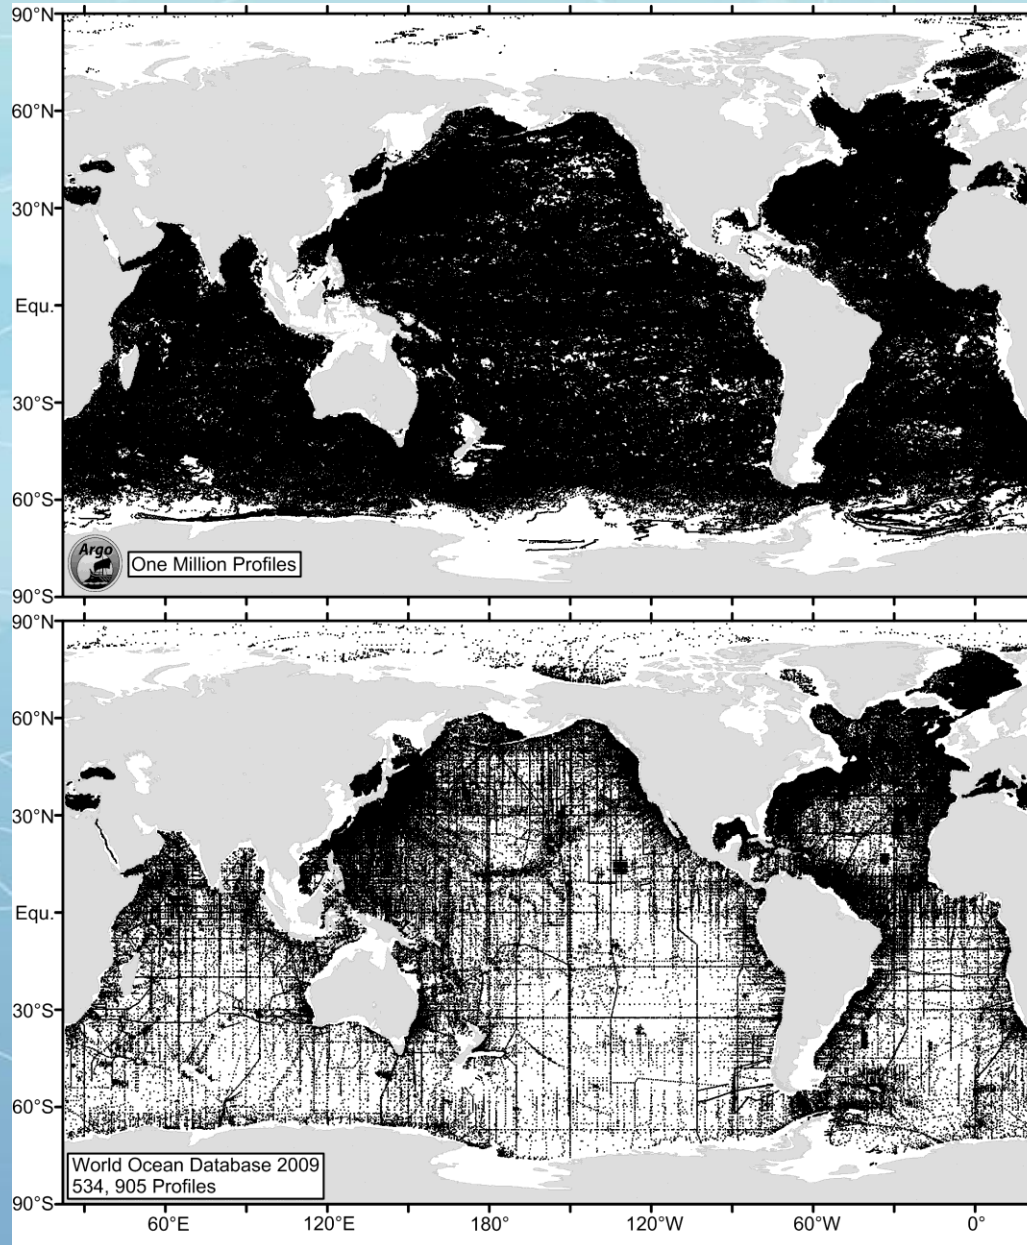 90°N
60°N
30°N
Equ.
30°S
60°S
90°S
Argo
One Million Profiles
90°N
60°N
30°N
Equ.
30°S
60°S
90°S
World Ocean Database 2009
534, 905 Profiles
60°E 120°E 180° 120°W 60°W 0°